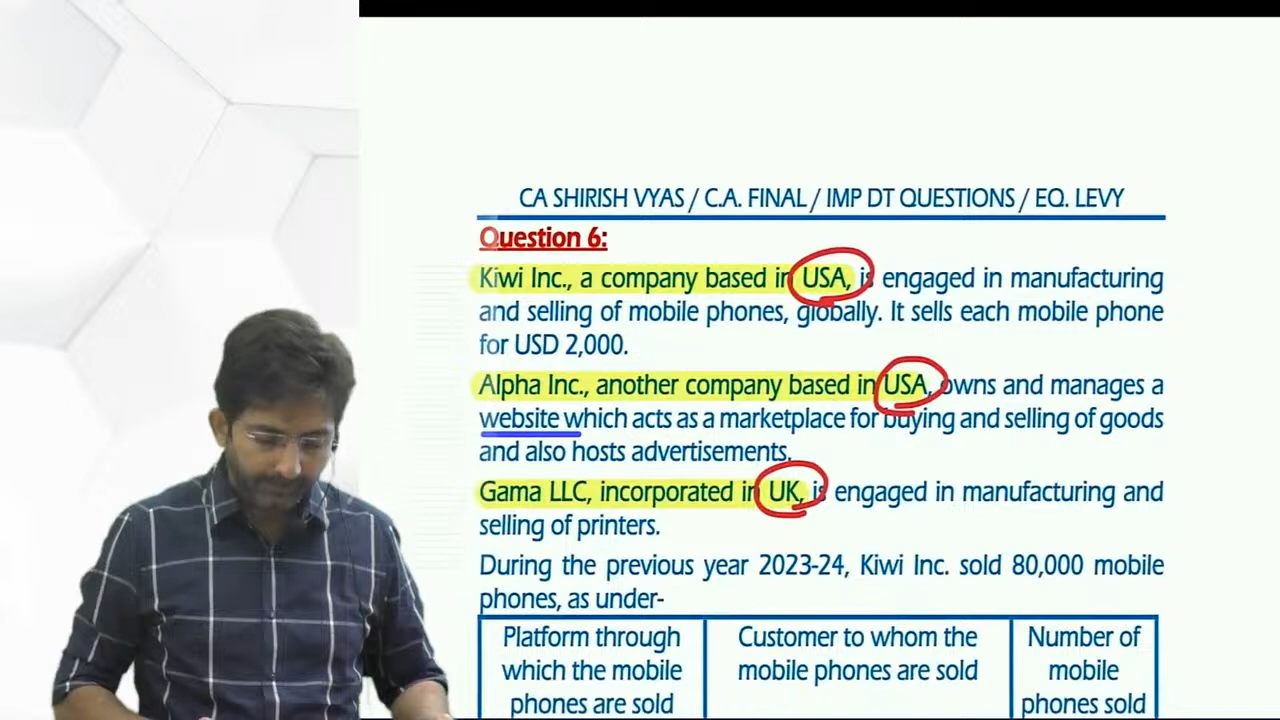 CA SHIRISH VYAS / C.A. FINAL / IMP DT QUESTIONS / EQ. LEVY
Question 6:
Kiwi Inc., a company based in USA, is engaged in manufacturing
and selling of mobile phones, globally. It sells each mobile phone
for USD 2,000.
Alpha Inc., another company based in USA, owns and manages a
website which acts as a marketplace for buying and selling of goods
and also hosts advertisements.
Gama LLC, incorporated in UK, is engaged in manufacturing and
selling of printers.
During the previous year 2023-24, Kiwi Inc. sold 80,000 mobile
phones, as under-
Platform through
which the mobile
phones are sold
Customer to whom the
mobile phones are sold
Number of
mobile
phones sold